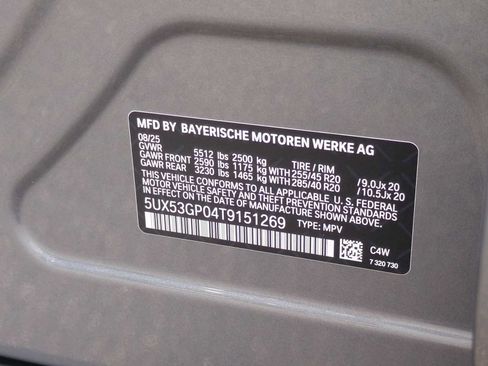 MFD BY BAYERISCHE MOTOREN WERKE AG
08/25
GVWR 5512 lbs 2500 kg TIRE / RIM
GAWR FRONT 2590 lbs 1175 kg WITH 255/45 R20 /9.0Jx 20
GAWR REAR 3230 lbs 1465 kg WITH 285/40 R20 /10.5Jx 20
THIS VEHICLE CONFORMS TO ALL APPLICABLE U. S. FEDERAL
MOTOR VEHICLE SAFETY, BUMPER, AND THEFT PREVENTION
STANDARDS IN EFFECT ON THE DATE OF MANUFACTURE SHOWN ABOVE.
5UX53GP04T9151269 TYPE: MPV
C4W
7 320 730